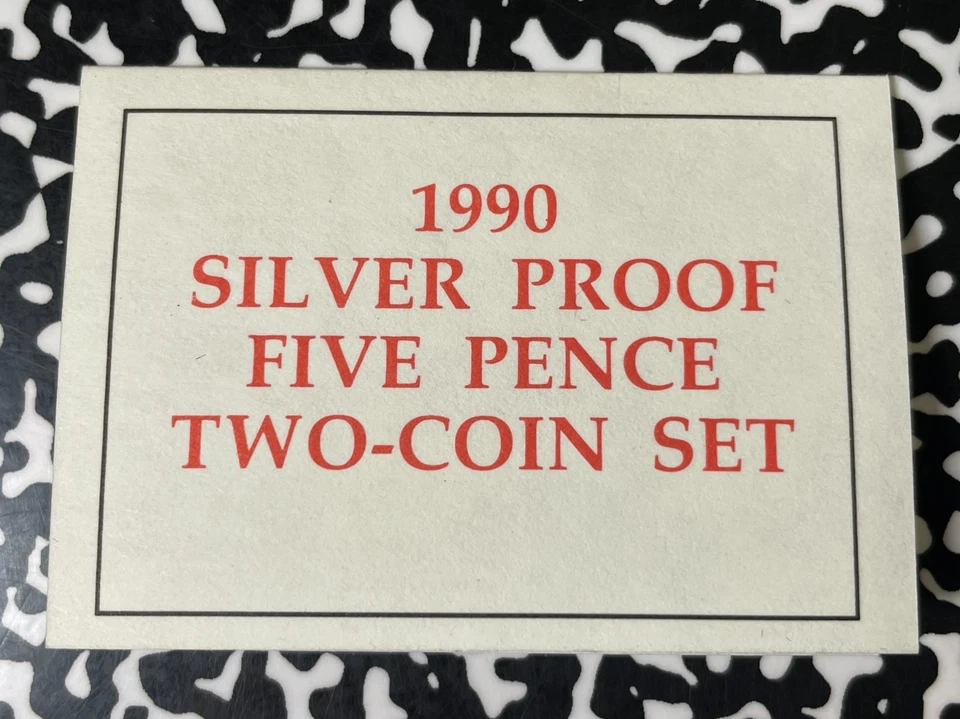 1990
SILVER PROOF
FIVE PENCE
TWO-COIN SET